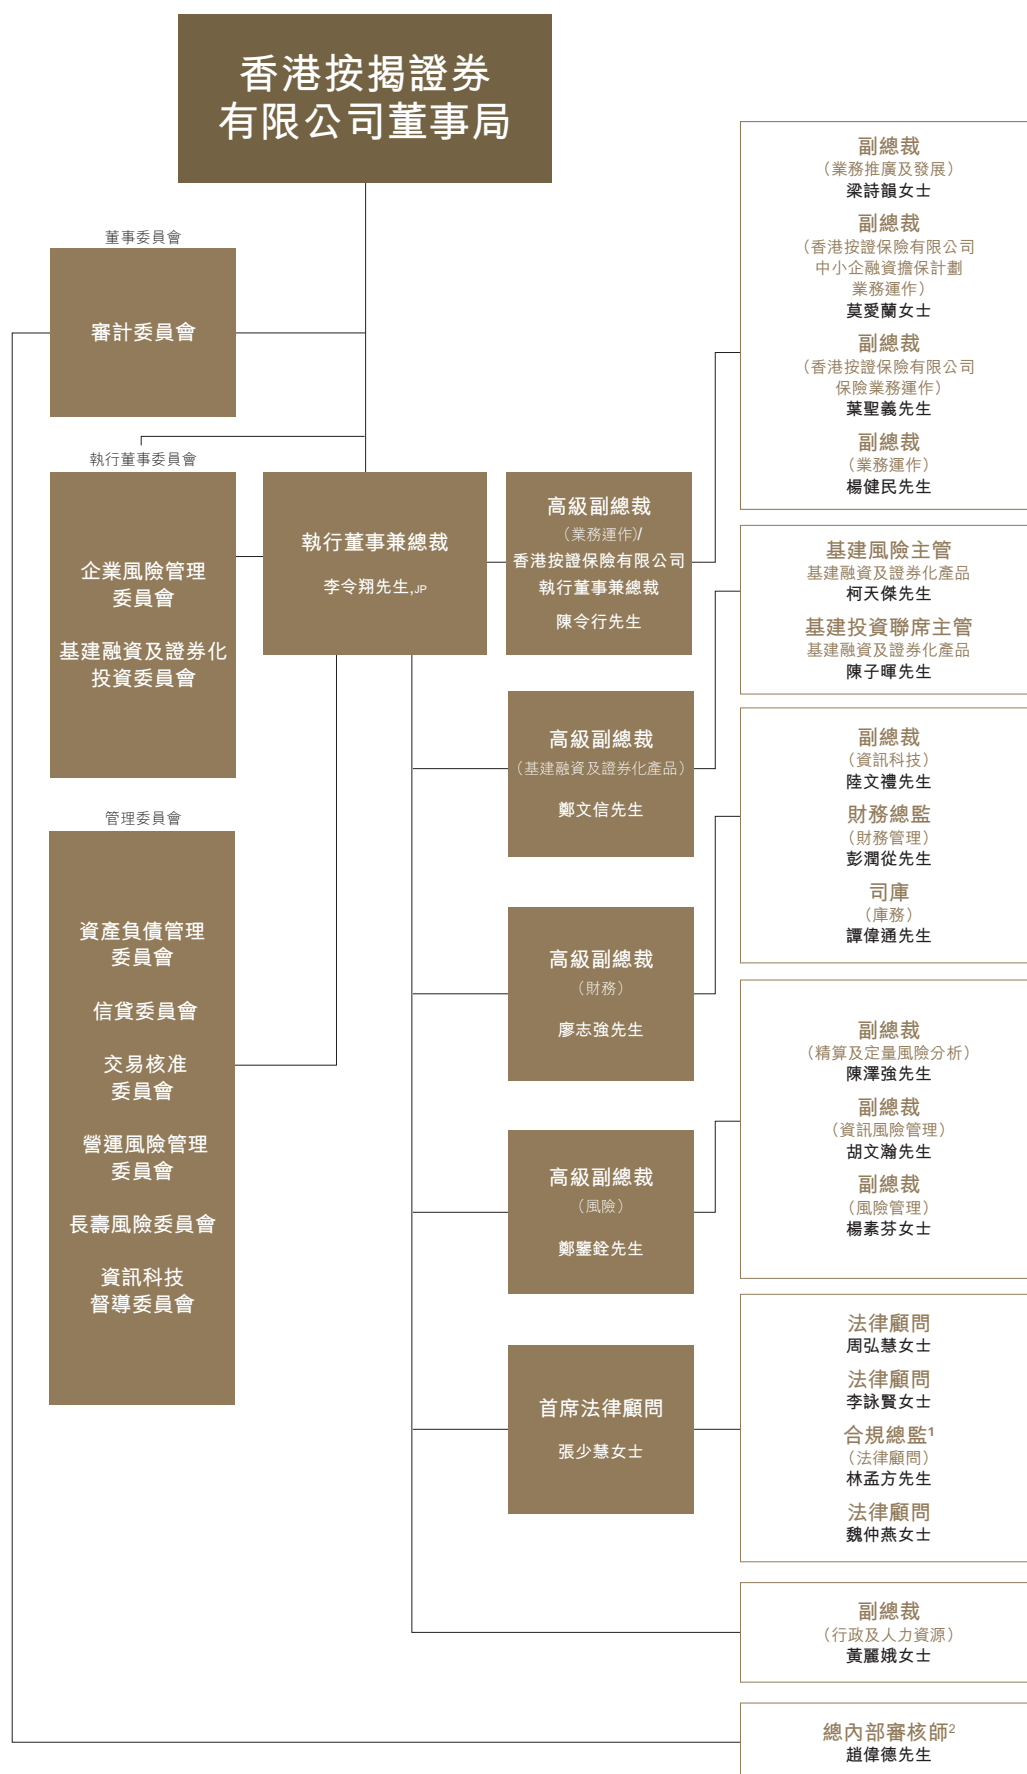 香港按揭證券
有限公司董事局
董事委員會
審計委員會
執行董事委員會
企業風險管理
委員會
基建融資及證券化
投資委員會
管理委員會
資產負債管理
委員會
信貸委員會
交易核准
委員會
營運風險管理
委員會
長壽風險委員會
資訊科技
督導委員會
執行董事兼總裁
李令翔先生,JP
高級副總裁
（業務運作）/
香港按證保險有限公司
執行董事兼總裁
陳令行先生
高級副總裁
（基建融資及證券化產品）
鄭文信先生
高級副總裁
（財務）
廖志強先生
高級副總裁
（風險）
鄭鑒銓先生
首席法律顧問
張少慧女士
副總裁
（業務推廣及發展）
梁詩韻女士
副總裁
（香港按證保險有限公司
中小企融資擔保計劃
業務運作）
莫愛蘭女士
副總裁
（香港按證保險有限公司
保險業務運作）
葉聖義先生
副總裁
（業務運作）
楊健民先生
基建風險主管
基建融資及證券化產品
柯天傑先生
基建投資聯席主管
基建融資及證券化產品
陳子暉先生
副總裁
（資訊科技）
陸文禮先生
財務總監
（財務管理）
彭潤從先生
司庫
（庫務）
譚偉通先生
副總裁
（精算及定量風險分析）
陳澤強先生
副總裁
（資訊風險管理）
胡文瀚先生
副總裁
（風險管理）
楊素芬女士
法律顧問
周弘慧女士
法律顧問
李詠賢女士
合規總監¹
（法律顧問）
林孟方先生
法律顧問
魏仲燕女士
副總裁
（行政及人力資源）
黃麗娥女士
總內部審核師²
趙偉德先生